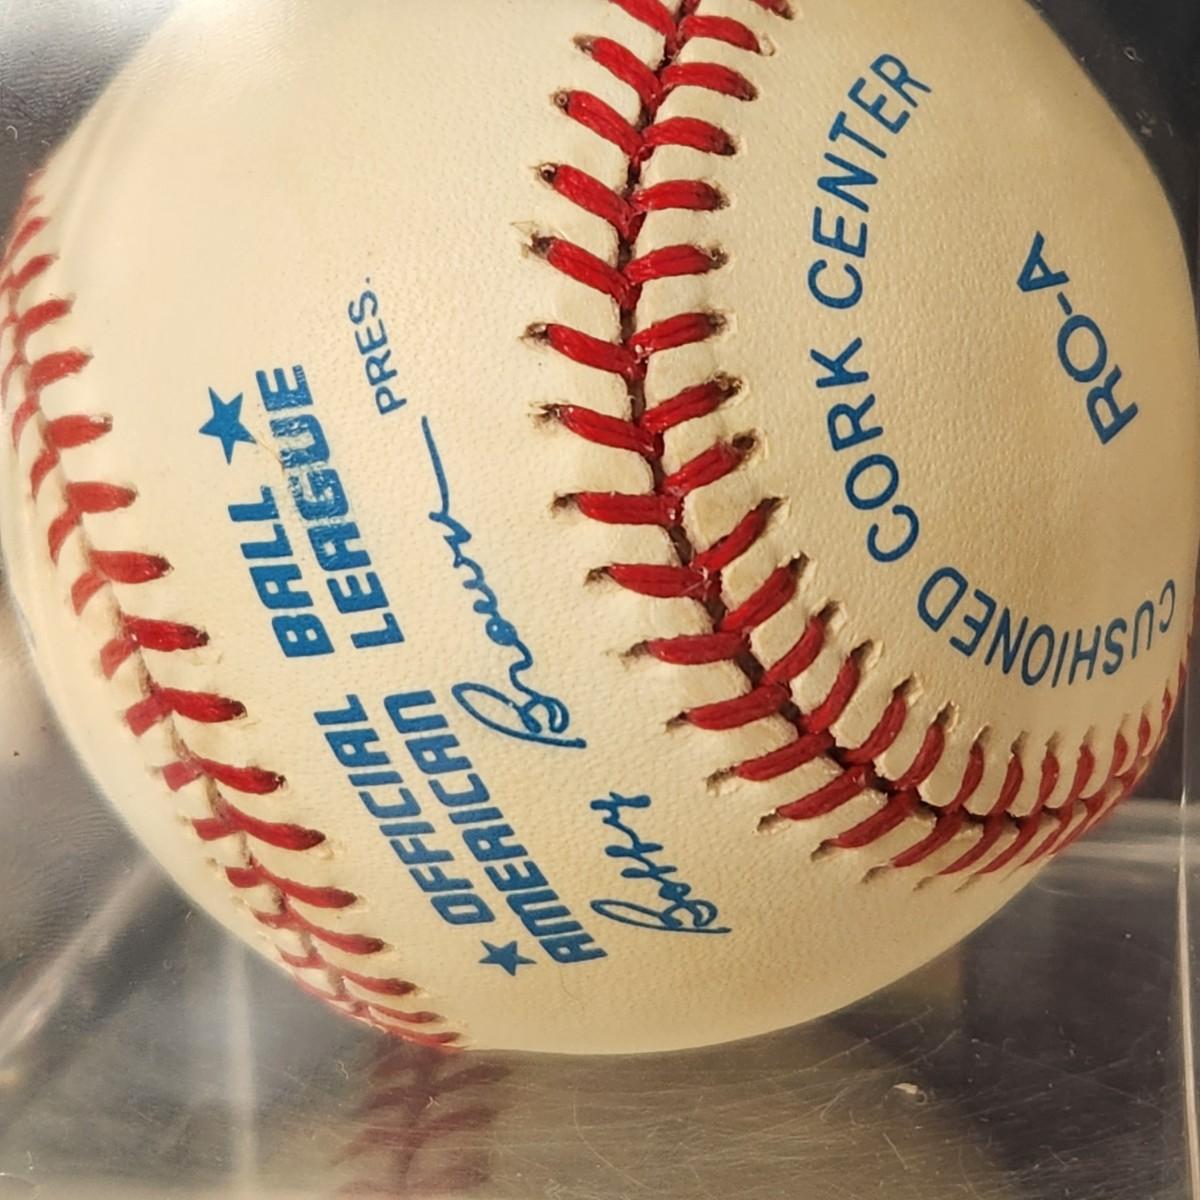 ★ OFFICIAL BALL ★
AMERICAN LEAGUE
Bobby Brown PRES.
CUSHIONED CORK CENTER
RO-A